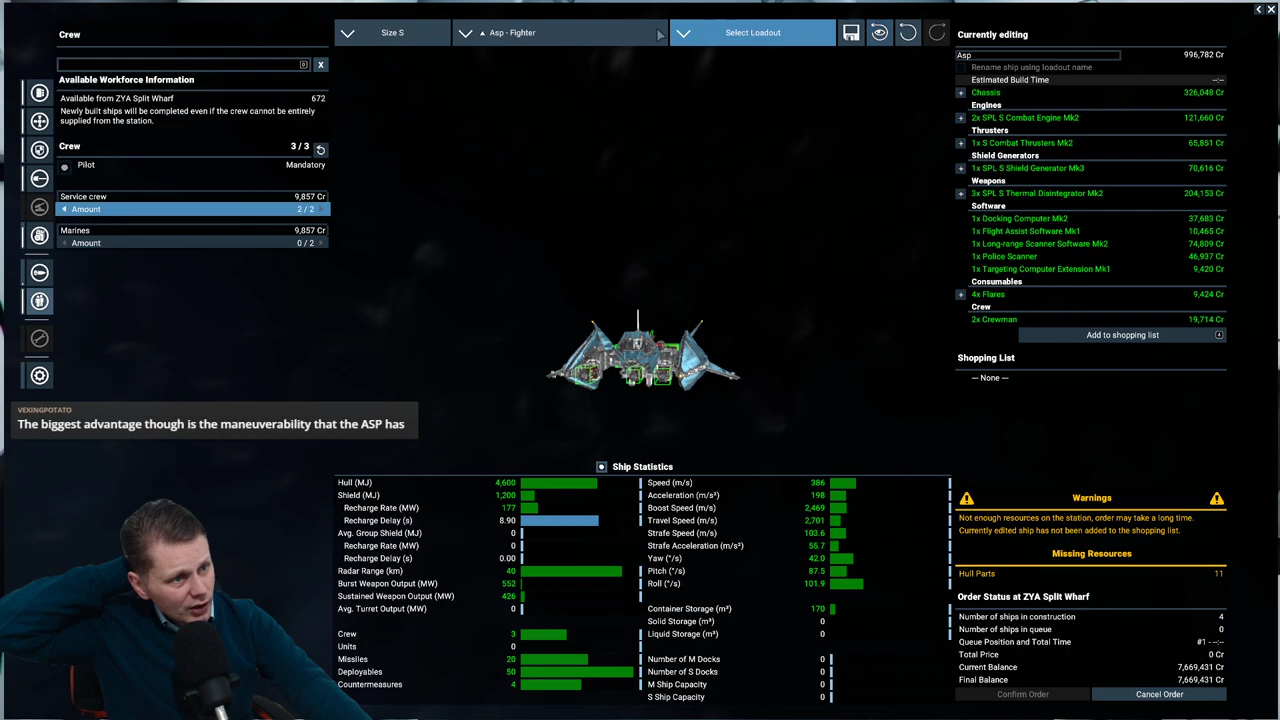 Crew
x
Available Workforce Information
Available from ZYA Split Wharf 672
Newly built ships will be completed even if the crew cannot be entirely
supplied from the station.
Crew 3 / 3
Pilot Mandatory
Service crew 9,857 Cr
Amount 2 / 2
Marines 9,857 Cr
Amount 0 / 2
Size S
Asp - Fighter
Select Loadout
VEXINGPOTATO
The biggest advantage though is the maneuverability that the ASP has
Ship Statistics
Hull (MJ) 4,600
Shield (MJ) 1,200
Recharge Rate (MW) 177
Recharge Delay (s) 8.90
Avg. Group Shield (MJ) 0
Recharge Rate (MW) 0
Recharge Delay (s) 0.00
Radar Range (km) 40
Burst Weapon Output (MW) 552
Sustained Weapon Output (MW) 426
Avg. Turret Output (MW) 0
Crew 3
Units 0
Missiles 20
Deployables 50
Countermeasures 4
Speed (m/s) 386
Acceleration (m/s²) 198
Boost Speed (m/s) 2,469
Travel Speed (m/s) 2,701
Strafe Speed (m/s) 103.6
Strafe Acceleration (m/s²) 55.7
Yaw (°/s) 42.0
Pitch (°/s) 87.5
Roll (°/s) 101.9
Container Storage (m³) 170
Solid Storage (m³) 0
Liquid Storage (m³) 0
Number of M Docks 0
Number of S Docks 0
M Ship Capacity 0
S Ship Capacity 0
Currently editing
Asp 996,782 Cr
Rename ship using loadout name
Estimated Build Time --:--
Chassis 326,048 Cr
Engines
2x SPL S Combat Engine Mk2 121,660 Cr
Thrusters
1x S Combat Thrusters Mk2 65,851 Cr
Shield Generators
1x SPL S Shield Generator Mk3 70,616 Cr
Weapons
3x SPL S Thermal Disintegrator Mk2 204,153 Cr
Software
1x Docking Computer Mk2 37,683 Cr
1x Flight Assist Software Mk1 10,465 Cr
1x Long-range Scanner Software Mk2 74,809 Cr
1x Police Scanner 46,937 Cr
1x Targeting Computer Extension Mk1 9,420 Cr
Consumables
4x Flares 9,424 Cr
Crew
2x Crewman 19,714 Cr
Add to shopping list
Shopping List
--- None ---
Warnings
Not enough resources on the station, order may take a long time.
Currently edited ship has not been added to the shopping list.
Missing Resources
Hull Parts 11
Order Status at ZYA Split Wharf
Number of ships in construction 4
Number of ships in queue 0
Queue Position and Total Time #1 - --:--
Total Price 0 Cr
Current Balance 7,669,431 Cr
Final Balance 7,669,431 Cr
Confirm Order
Cancel Order